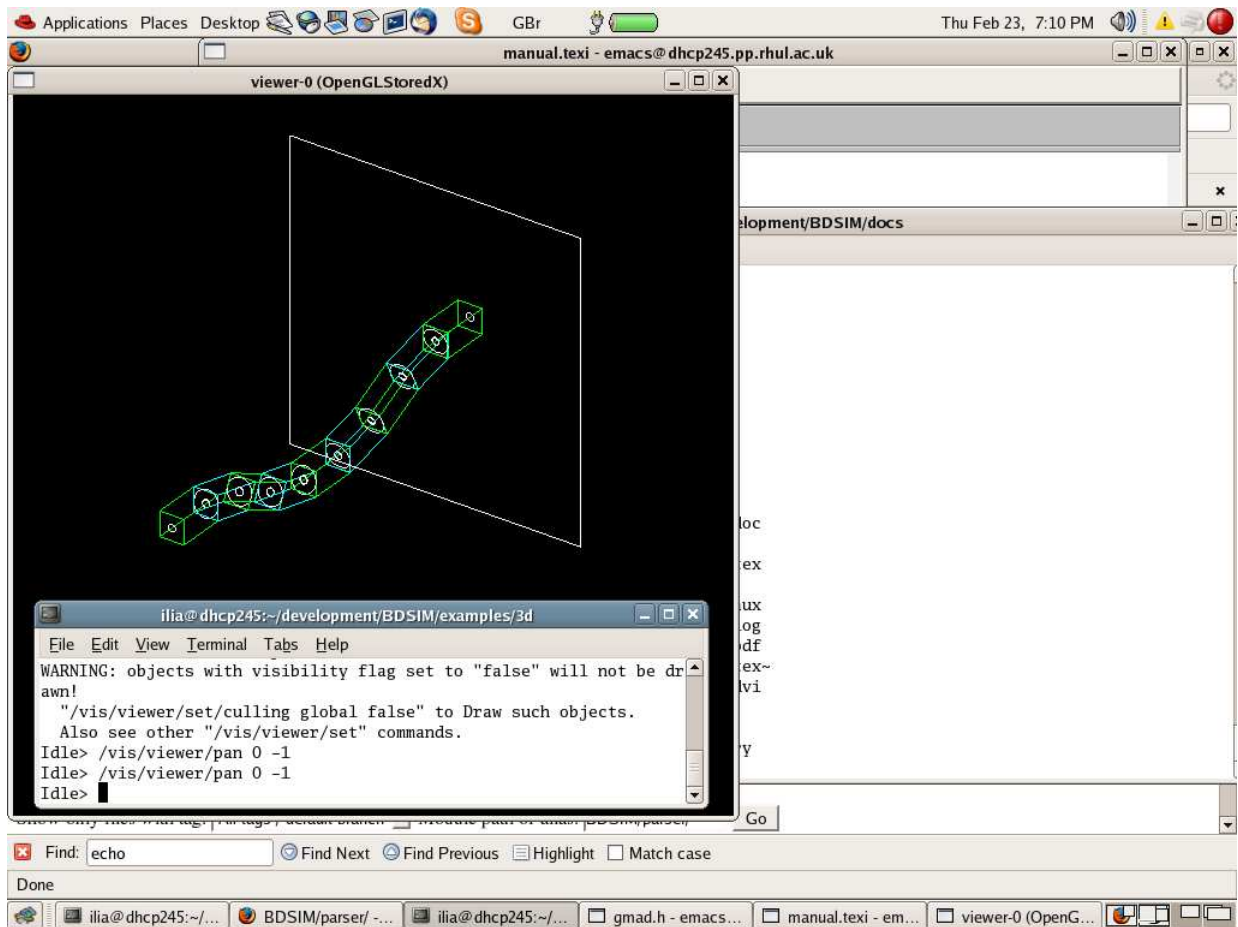 Applications Places Desktop
GBr
Thu Feb 23, 7:10 PM
manual.texi - emacs@dhcp245.pp.rhul.ac.uk
viewer-0 (OpenGLStoredX)
elopment/BDSIM/docs
loc
ex
ux
og
df
ex~
lvi
y
ilia@dhcp245:~/development/BDSIM/examples/3d
File Edit View Terminal Tabs Help
WARNING: objects with visibility flag set to "false" will not be dr
awn!
"/vis/viewer/set/culling global false" to Draw such objects.
Also see other "/vis/viewer/set" commands.
Idle> /vis/viewer/pan 0 -1
Idle> /vis/viewer/pan 0 -1
Idle>
Go
Find: echo Find Next Find Previous Highlight Match case
Done
ilia@dhcp245:~/... BDSIM/parser/ -... ilia@dhcp245:~/... gmad.h - emacs... manual.texi - em... viewer-0 (OpenG...